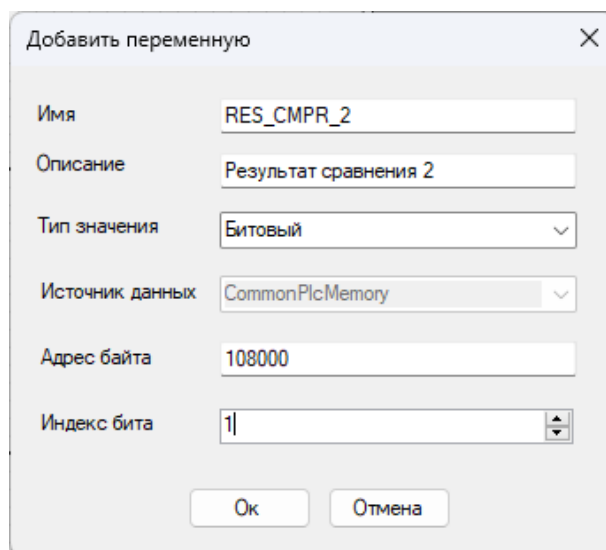 Добавить переменную
Имя RES_CMPR_2
Описание Результат сравнения 2
Тип значения Битовый
Источник данных CommonPlcMemory
Адрес байта 108000
Индекс бита 1
Ок Отмена